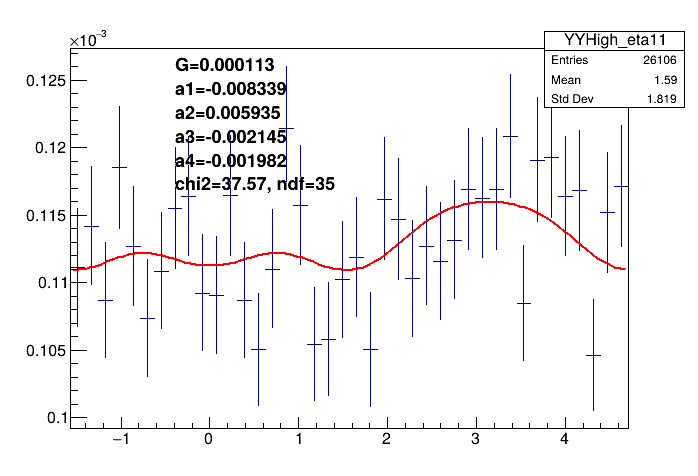 ×10⁻³
YYHigh_eta11
Entries 26106
Mean 1.59
Std Dev 1.819
G=0.000113
a1=-0.008339
a2=0.005935
a3=-0.002145
a4=-0.001982
chi2=37.57, ndf=35
0.125
0.12
0.115
0.11
0.105
0.1
−1 0 1 2 3 4